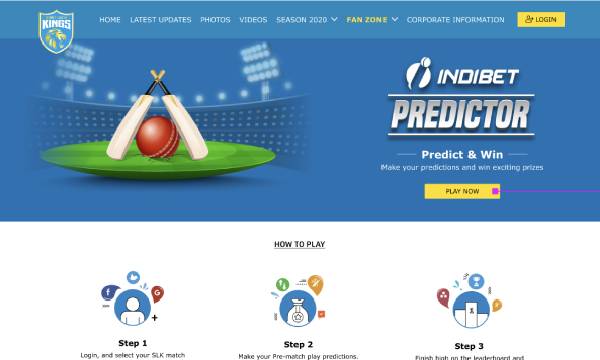 KINGS
HOME LATEST UPDATES PHOTOS VIDEOS SEASON 2020 FAN ZONE CORPORATE INFORMATION LOGIN
INDIBET
PREDICTOR
Predict & Win
Make your predictions and win exciting prizes
PLAY NOW
HOW TO PLAY
Step 1
Login, and select your SLK match
Step 2
Make your Pre-match play predictions.
Step 3
Finish high on the leaderboard and